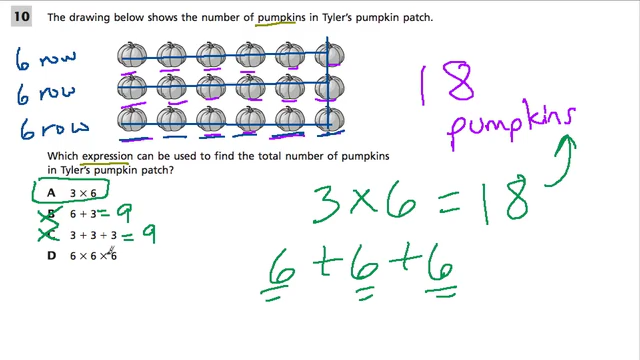 10 The drawing below shows the number of pumpkins in Tyler's pumpkin patch.
6 row
6 row
6 row
18
pumpkins
Which expression can be used to find the total number of pumpkins
in Tyler's pumpkin patch?
A 3 × 6
B 6 + 3 = 9
C 3 + 3 + 3 = 9
D 6 × 6 × 6
3 × 6 = 18
6 + 6 + 6